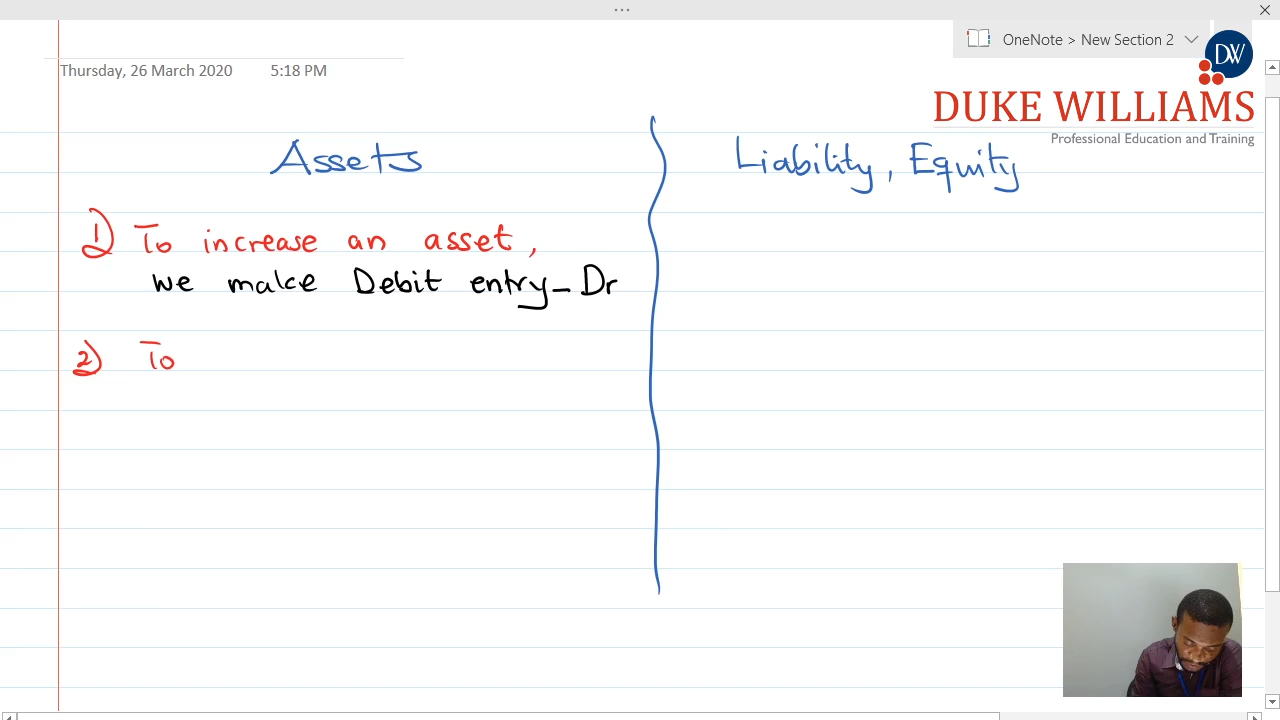 OneNote > New Section 2
DW
Thursday, 26 March 2020 5:18 PM
DUKE WILLIAMS
Professional Education and Training
Assets
Liability, Equity
1) To increase an asset,
we make Debit entry - Dr
2) To